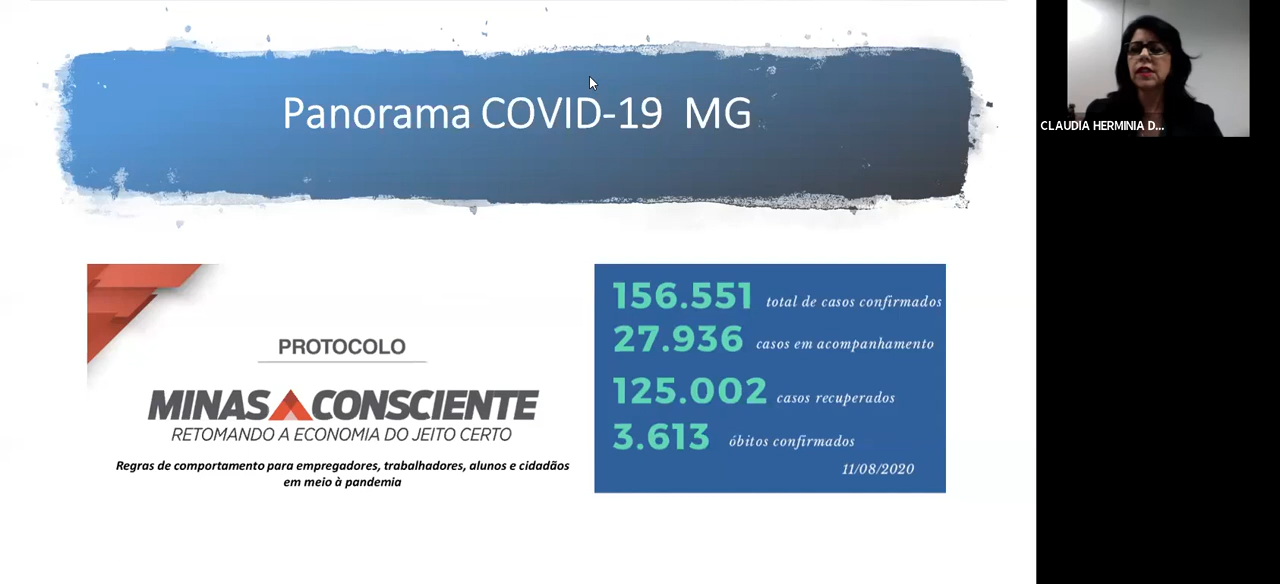 Panorama COVID-19 MG
CLAUDIA HERMINIA D...
PROTOCOLO
MINAS CONSCIENTE
RETOMANDO A ECONOMIA DO JEITO CERTO
Regras de comportamento para empregadores, trabalhadores, alunos e cidadãos
em meio à pandemia
156.551 total de casos confirmados
27.936 casos em acompanhamento
125.002 casos recuperados
3.613 óbitos confirmados
11/08/2020